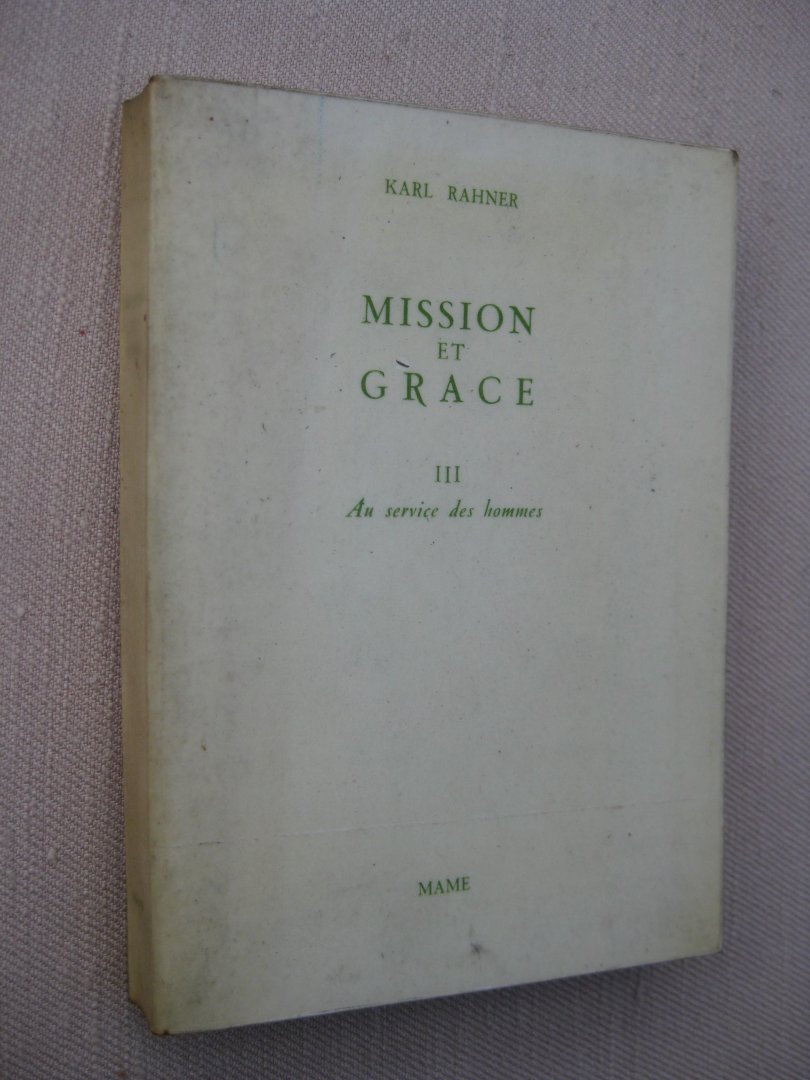 KARL RAHNER
MISSION
ET
GRACE
III
Au service des hommes
MAME